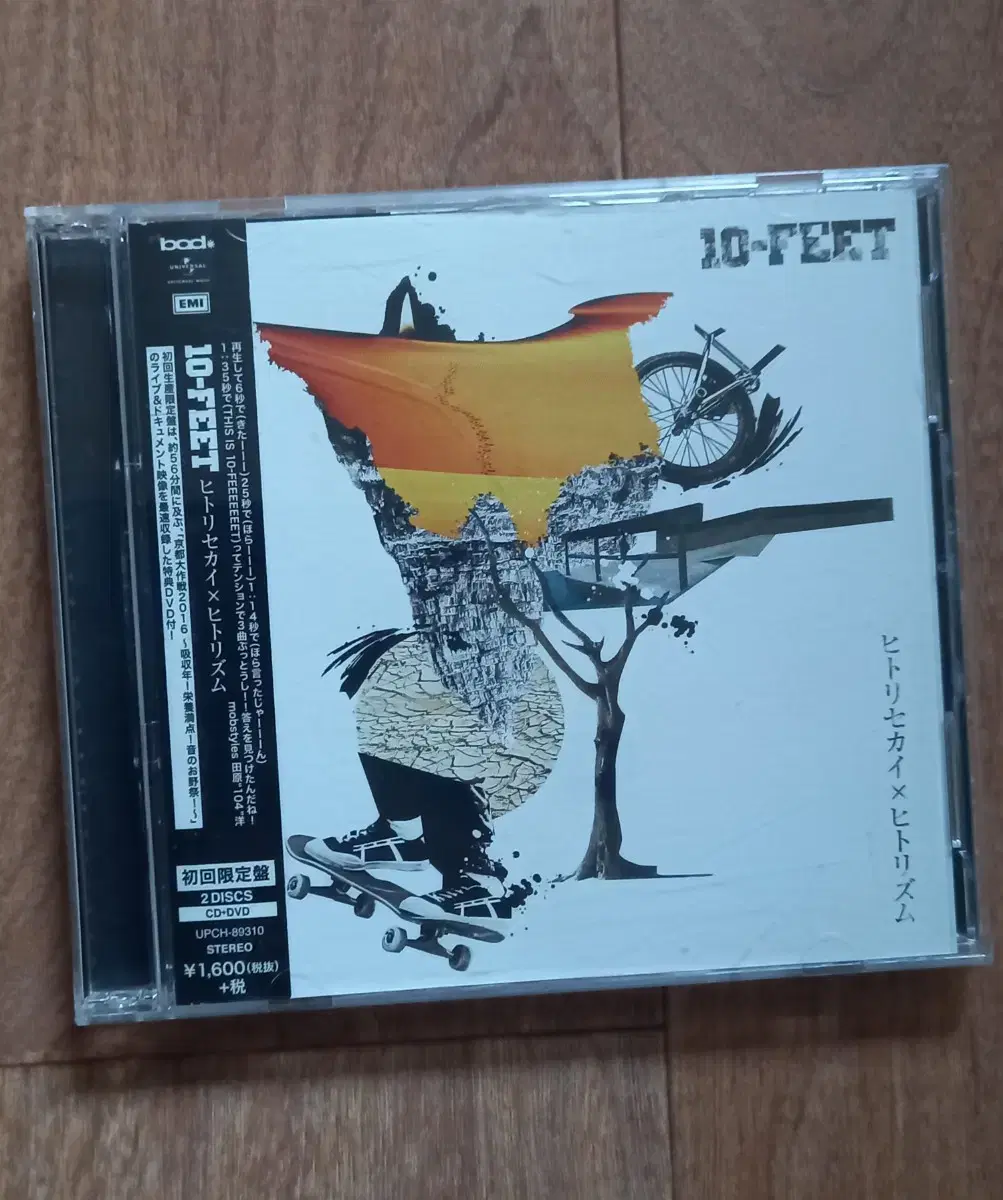 bad*
UNIVERSAL
UNIVERSAL MUSIC
EMI
10-FEET ヒトリセカイ×ヒトリズム
再生して6秒で(きたーーー)25秒で(ほらーーー)1:14秒で(ほら言ったじゃーーーん)
1:35秒で(THIS IS 10-FEEEEEEET)ってテンションで3曲ぶっとうし!!答えを見つけたんだね!
mobstyles 田原"104"洋
初回生産限定盤は、約56分間に及ぶ、「京都大作戦2016 〜吸収年!栄養満点!音のお野祭!〜」
のライブ&ドキュメント映像を最速収録した特典DVD付!
初回限定盤
2DISCS
CD+DVD
UPCH-89310
STEREO
¥1,600(税抜)
+税
10-FEET
ヒトリセカイ×ヒトリズム